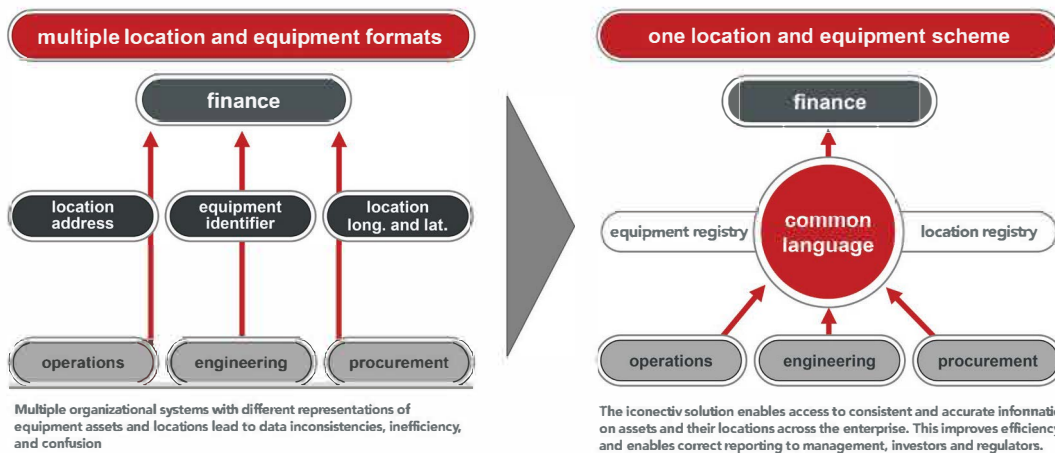 multiple location and equipment formats
finance
location
address
equipment
identifier
location
long. and lat.
operations
engineering
procurement
Multiple organizational systems with different representations of
equipment assets and locations lead to data inconsistencies, inefficiency,
and confusion
one location and equipment scheme
finance
equipment registry
common
language
location registry
operations
engineering
procurement
The iconectiv solution enables access to consistent and accurate informatio
on assets and their locations across the enterprise. This improves efficiency
and enables correct reporting to management, investors and regulators.